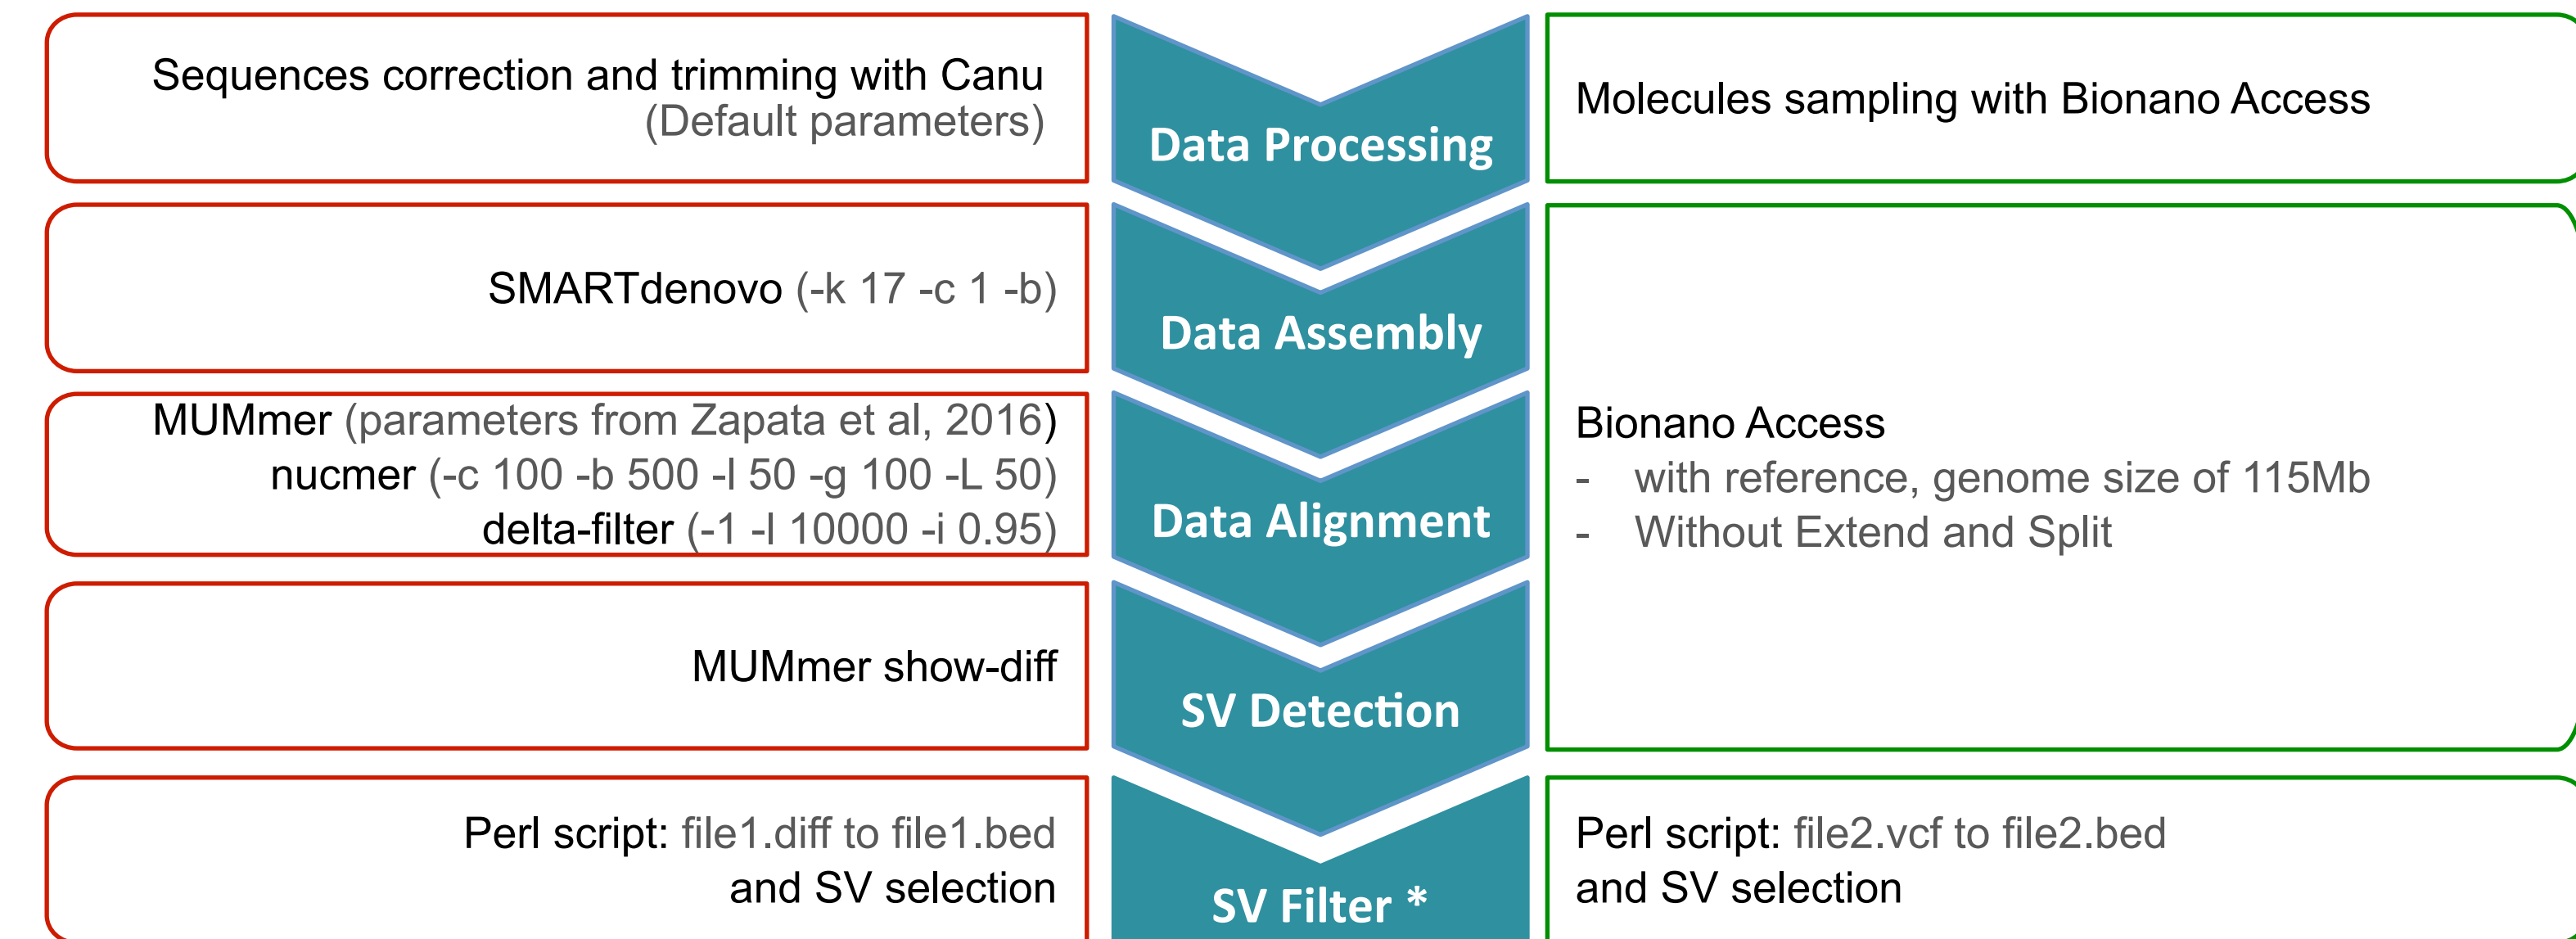 Sequences correction and trimming with Canu
(Default parameters)
Data Processing
Molecules sampling with Bionano Access
SMARTdenovo (-k 17 -c 1 -b)
Data Assembly
MUMmer (parameters from Zapata et al, 2016)
nucmer (-c 100 -b 500 -l 50 -g 100 -L 50)
delta-filter (-1 -l 10000 -i 0.95)
Data Alignment
Bionano Access
- with reference, genome size of 115Mb
- Without Extend and Split
MUMmer show-diff
SV Detection
Perl script: file1.diff to file1.bed
and SV selection
SV Filter *
Perl script: file2.vcf to file2.bed
and SV selection